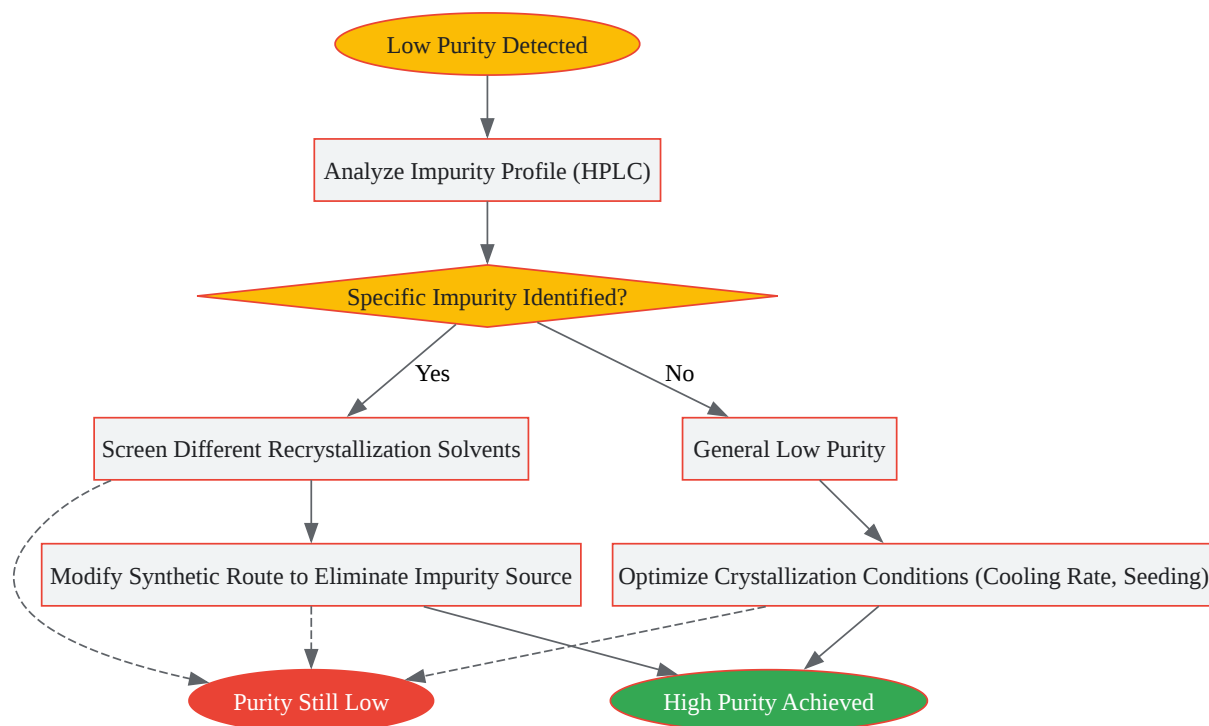 Low Purity Detected
Analyze Impurity Profile (HPLC)
Specific Impurity Identified?
Yes
No
Screen Different Recrystallization Solvents
General Low Purity
Modify Synthetic Route to Eliminate Impurity Source
Optimize Crystallization Conditions (Cooling Rate, Seeding)
Purity Still Low
High Purity Achieved